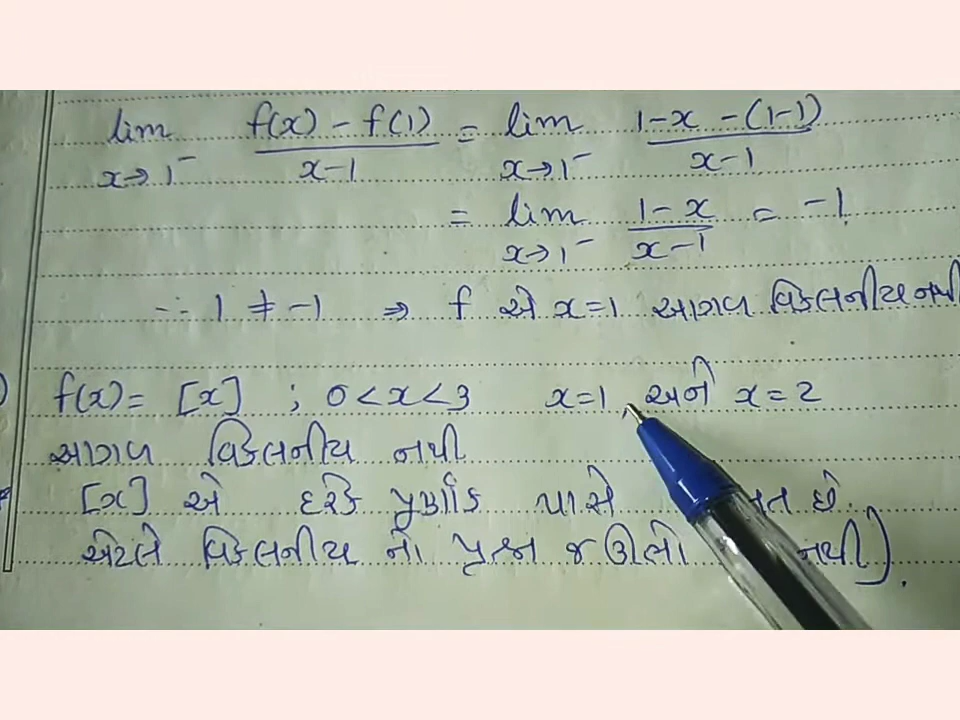 lim x→1⁻ f(x) - f(1) / x-1 = lim x→1⁻ 1-x -(1-1) / x-1
= lim x→1⁻ 1-x / x-1 = -1
∴ 1 ≠ -1 ⇒ f એ x=1 આગળ વિકલનીય નથી
f(x) = [x] ; 0 < x < 3 x=1 અને x=2
આગળ વિકલનીય નથી
[x] એ દરેક પૂર્ણાંક પાસે છે.
એટલે વિકલનીય નો પ્રશ્ન જ ઊભો નથી).